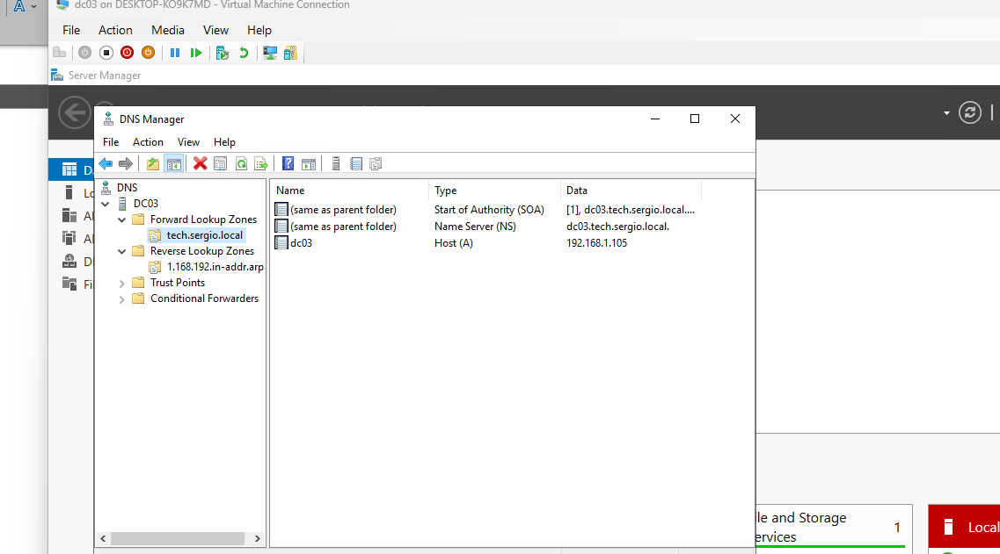 A
dc03 on DESKTOP-KO9K7MD - Virtual Machine Connection
File Action Media View Help
Server Manager
DNS Manager
File Action View Help
DNS
DC03
Forward Lookup Zones
tech.sergio.local
Reverse Lookup Zones
1.168.192.in-addr.arp
Trust Points
Conditional Forwarders
Name Type Data
(same as parent folder) Start of Authority (SOA) [1], dc03.tech.sergio.local....
(same as parent folder) Name Server (NS) dc03.tech.sergio.local.
dc03 Host (A) 192.168.1.105
D
Lo
Al
Al
D
Fi
ile and Storage
ervices
1
Local